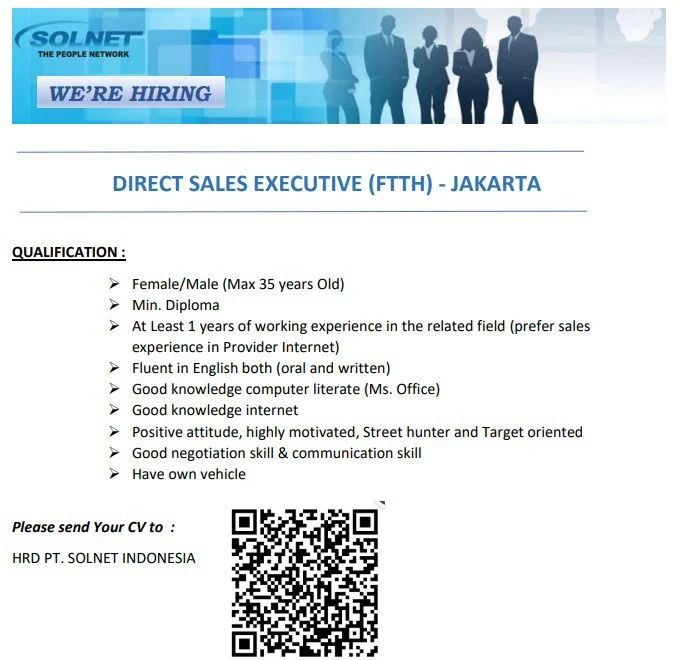 SOLNET
THE PEOPLE NETWORK
WE'RE HIRING
DIRECT SALES EXECUTIVE (FTTH) - JAKARTA
QUALIFICATION :
➢ Female/Male (Max 35 years Old)
➢ Min. Diploma
➢ At Least 1 years of working experience in the related field (prefer sales
experience in Provider Internet)
➢ Fluent in English both (oral and written)
➢ Good knowledge computer literate (Ms. Office)
➢ Good knowledge internet
➢ Positive attitude, highly motivated, Street hunter and Target oriented
➢ Good negotiation skill & communication skill
➢ Have own vehicle
Please send Your CV to :
HRD PT. SOLNET INDONESIA